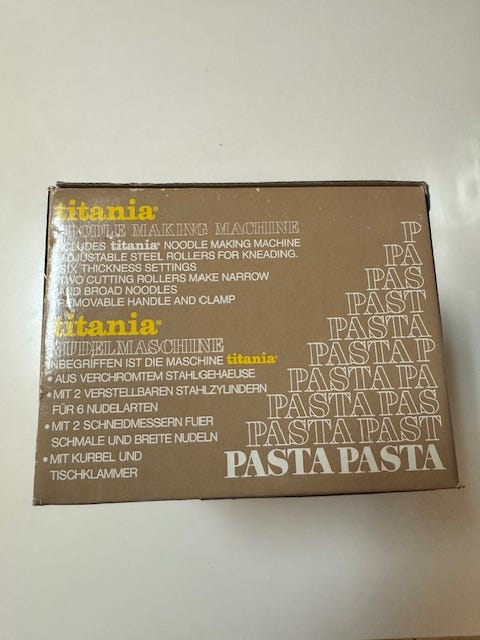 titania®
NOODLE MAKING MACHINE
INCLUDES titania® NOODLE MAKING MACHINE
ADJUSTABLE STEEL ROLLERS FOR KNEADING.
SIX THICKNESS SETTINGS
TWO CUTTING ROLLERS MAKE NARROW
AND BROAD NOODLES
REMOVABLE HANDLE AND CLAMP
titania®
NUDELMASCHINE
INBEGRIFFEN IST DIE MASCHINE titania®
• AUS VERCHROMTEM STAHLGEHAEUSE
• MIT 2 VERSTELLBAREN STAHLZYLINDERN
FÜR 6 NUDELARTEN
• MIT 2 SCHNEIDMESSERN FUER
SCHMALE UND BREITE NUDELN
• MIT KURBEL UND
TISCHKLAMMER
P
PA
PAS
PAST
PASTA
PASTA P
PASTA PA
PASTA PAS
PASTA PAST
PASTA PASTA